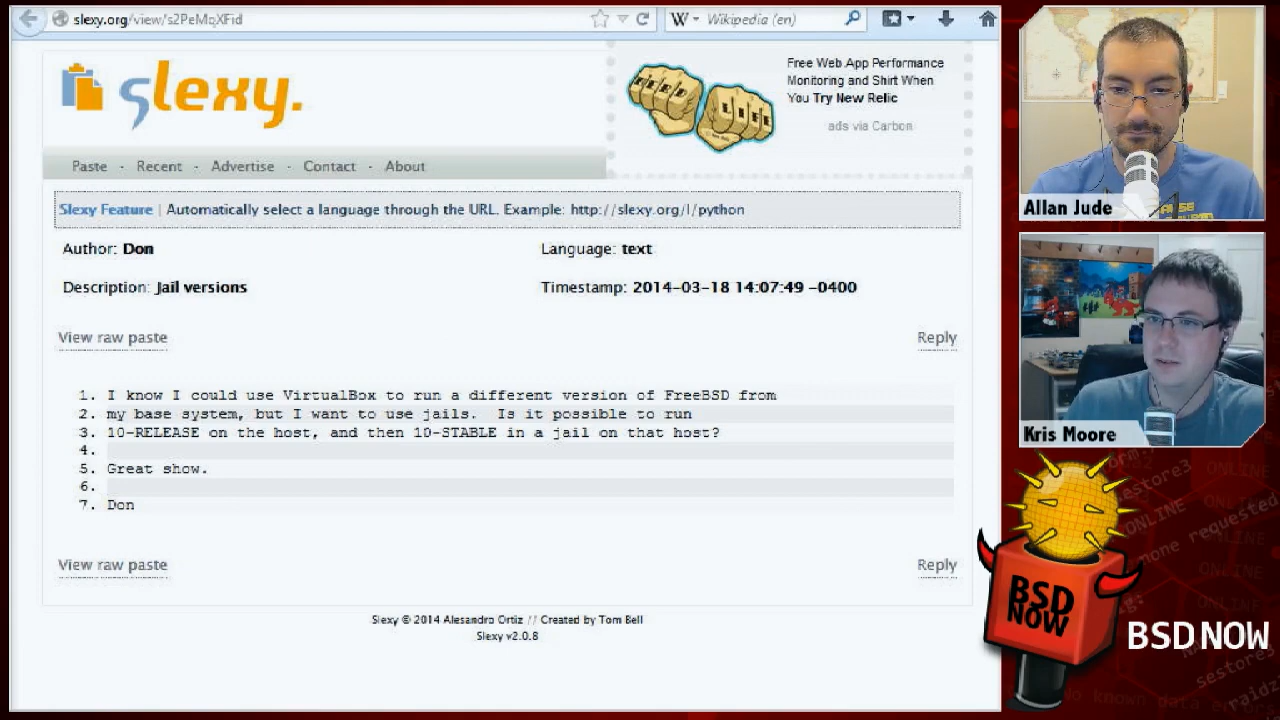 slexy.org/view/s2PeMqXFid
W
Wikipedia (en)
slexy.
HARD LIFE
Free Web App Performance
Monitoring and Shirt When
You Try New Relic
ads via Carbon
Paste - Recent - Advertise - Contact - About
Slexy Feature | Automatically select a language through the URL. Example: http://slexy.org/l/python
Author: Don
Language: text
Description: Jail versions
Timestamp: 2014-03-18 14:07:49 -0400
View raw paste
Reply
1. I know I could use VirtualBox to run a different version of FreeBSD from
2. my base system, but I want to use jails. Is it possible to run
3. 10-RELEASE on the host, and then 10-STABLE in a jail on that host?
4.
5. Great show.
6.
7. Don
View raw paste
Reply
Slexy © 2014 Alesandro Ortiz // Created by Tom Bell
Slexy v2.0.8
Allan Jude
Kris Moore
BSD
NOW
BSD NOW